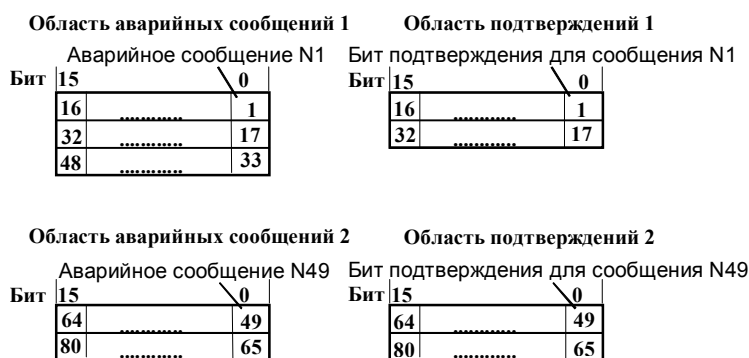 Область аварийных сообщений 1 Область подтверждений 1
Аварийное сообщение N1 Бит подтверждения для сообщения N1
Бит 15 0 Бит 15 0
16 ............ 1 16 ............ 1
32 ............ 17 32 ............ 17
48 ............ 33
Область аварийных сообщений 2 Область подтверждений 2
Аварийное сообщение N49 Бит подтверждения для сообщения N49
Бит 15 0 Бит 15 0
64 ............ 49 64 ............ 49
80 ............ 65 80 ............ 65